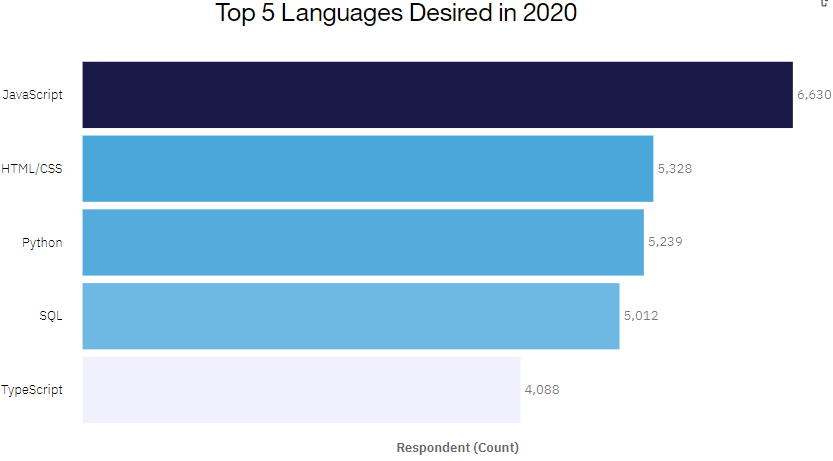 Top 5 Languages Desired in 2020
JavaScript 6,630
HTML/CSS 5,328
Python 5,239
SQL 5,012
TypeScript 4,088
Respondent (Count)